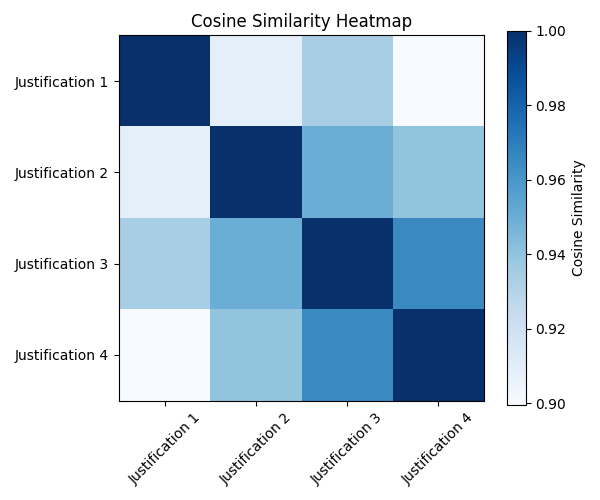 Cosine Similarity Heatmap
Justification 1
Justification 2
Justification 3
Justification 4
Justification 1
Justification 2
Justification 3
Justification 4
1.00
0.98
0.96
0.94
0.92
0.90
Cosine Similarity